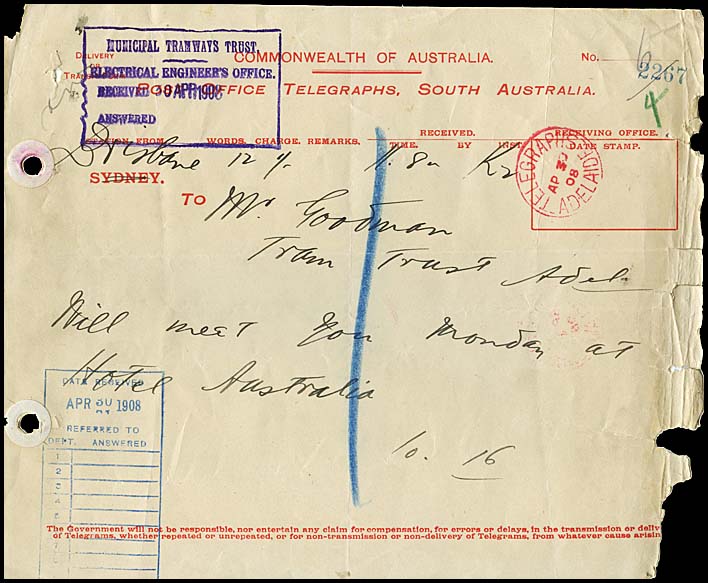 MUNICIPAL TRAMWAYS TRUST.
ELECTRICAL ENGINEER'S OFFICE.
RECEIVED 30 APR 1908
ANSWERED
DELIVERY
OR
COMMONWEALTH OF AUSTRALIA.
No.
2267
4
POST OFFICE TELEGRAPHS, SOUTH AUSTRALIA.
STATION FROM WORDS, CHARGE, REMARKS,
RECEIVED.
TIME. BY INST.
RECEIVING OFFICE.
DATE STAMP.
Brisbane 12
SYDNEY.
TELEGRAPHS
AP 30
08
ADELAIDE
TO Mr. Goodman
Tram Trust Adel.
Will meet you Monday at
Hotel Australia
10. 16
DATE RECEIVED
APR 30 1908
REFERRED TO
DEPT. ANSWERED
1
2
3
4
5
The Government will not be responsible, nor entertain any claim for compensation, for errors or delays, in the transmission or deliv
of Telegrams, whether repeated or unrepeated, or for non-transmission or non-delivery of Telegrams, from whatever cause arisin